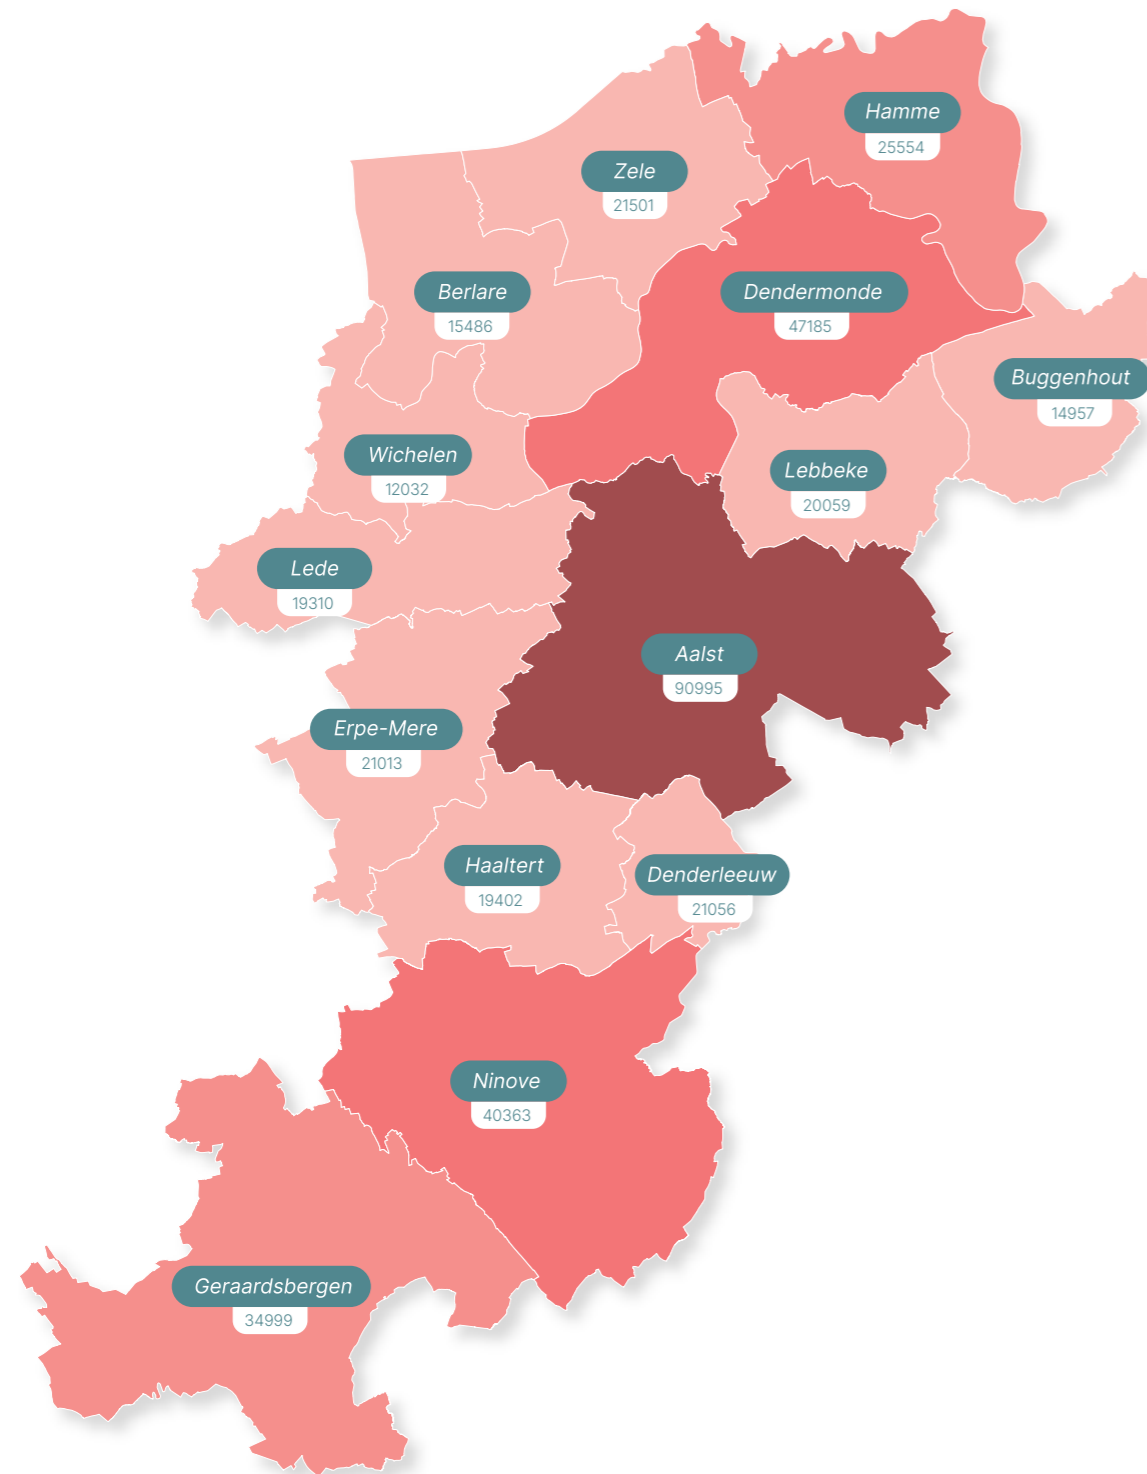 Hamme
25554
Zele
21501
Berlare
15486
Dendermonde
47185
Buggenhout
14957
Wichelen
12032
Lebbeke
20059
Lede
19310
Aalst
90995
Erpe-Mere
21013
Haaltert
19402
Denderleeuw
21056
Ninove
40363
Geraardsbergen
34999